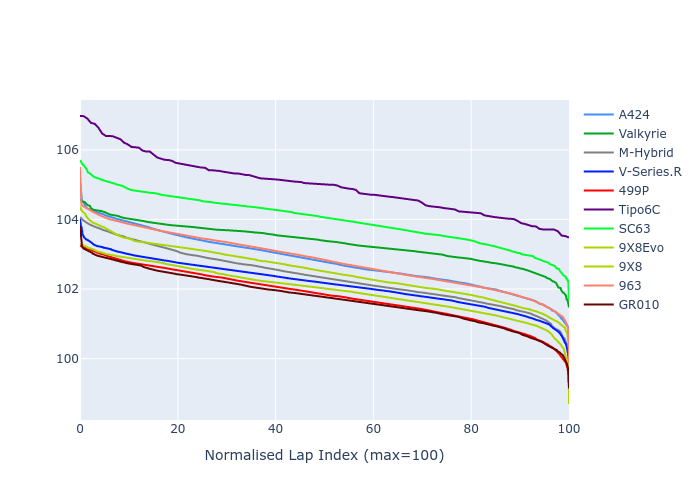 106
104
102
100
0 20 40 60 80 100
Normalised Lap Index (max=100)
A424
Valkyrie
M-Hybrid
V-Series.R
499P
Tipo6C
SC63
9X8Evo
9X8
963
GR010